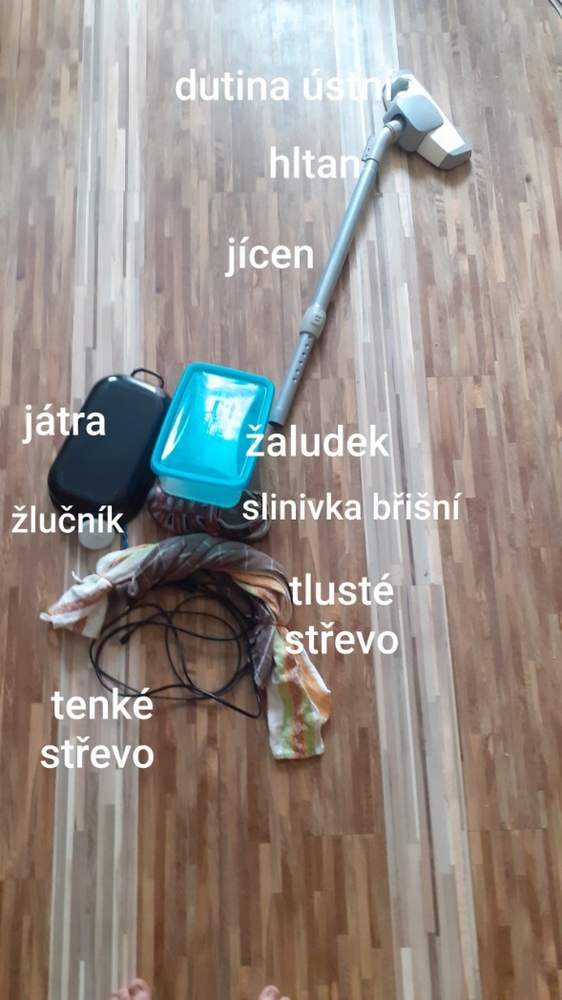 dutina ústní
hltan
jícen
játra
žaludek
slinivka břišní
žlučník
tlusté
střevo
tenké
střevo